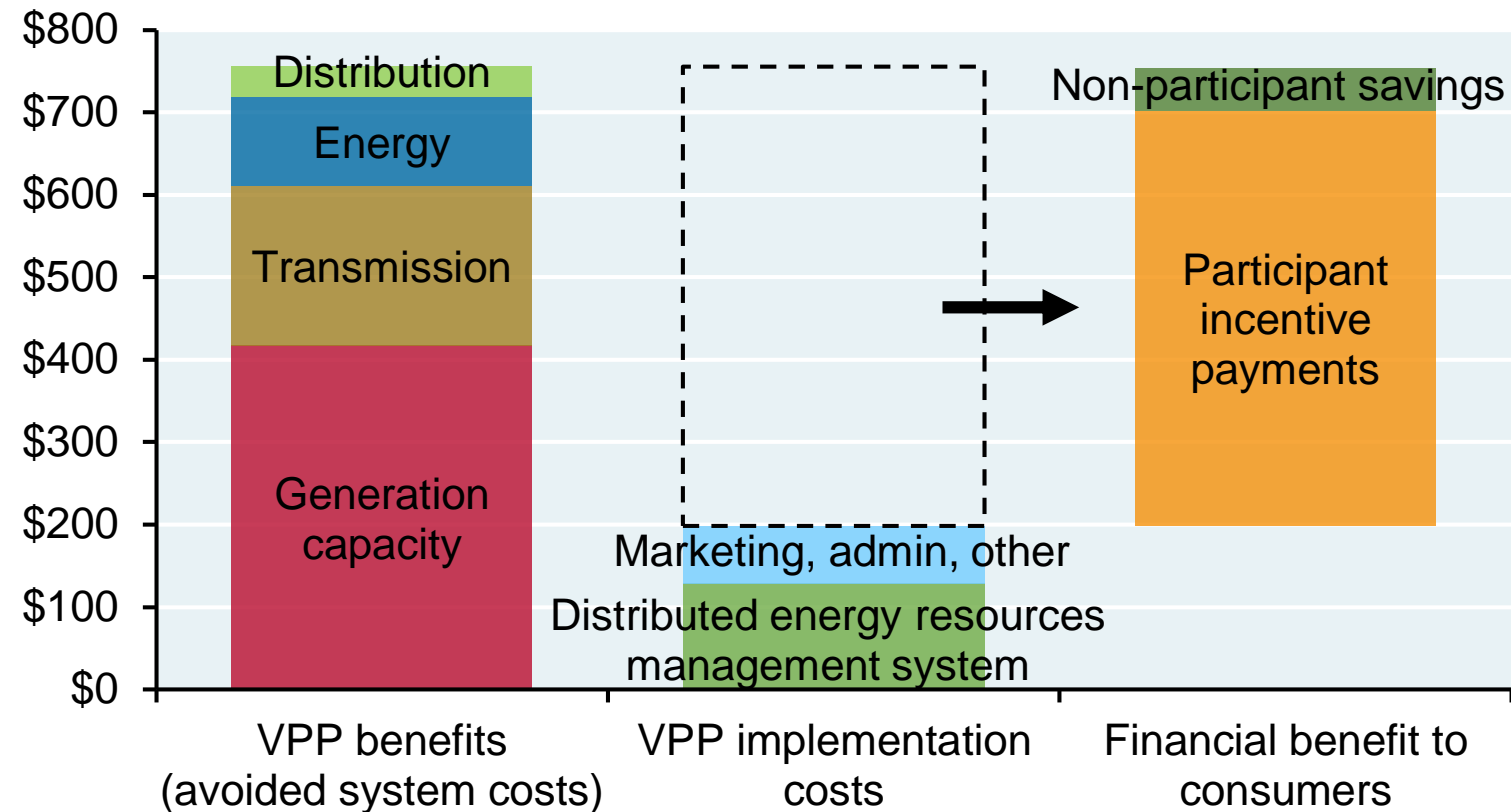 $800
$700
$600
$500
$400
$300
$200
$100
$0
Distribution
Energy
Transmission
Generation
capacity
Marketing, admin, other
Distributed energy resources
management system
Non-participant savings
Participant
incentive
payments
VPP benefits
(avoided system costs)
VPP implementation
costs
Financial benefit to
consumers